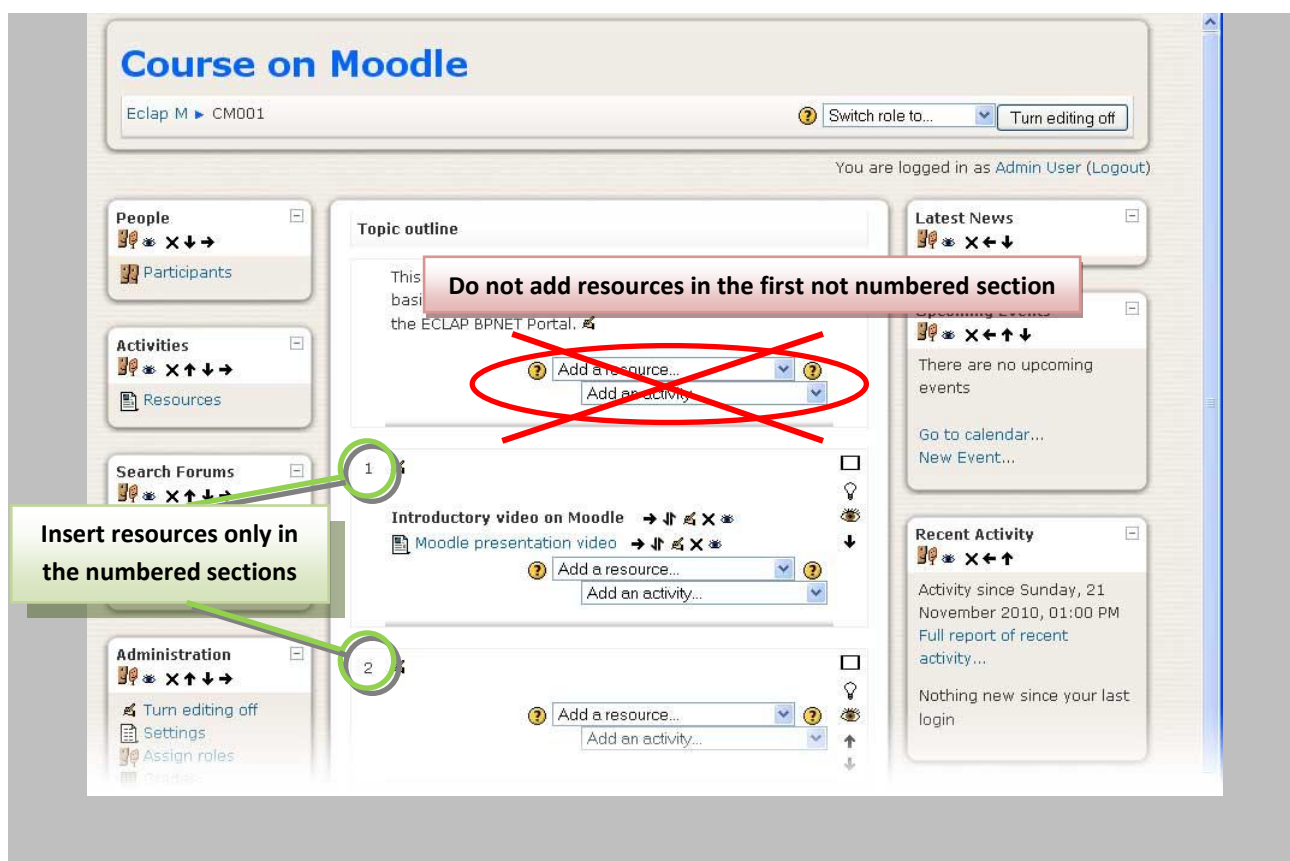 Course on Moodle
Eclap M ► CM001
Switch role to...
Turn editing off
You are logged in as Admin User (Logout)
People
Participants
Activities
Resources
Search Forums
Insert resources only in
the numbered sections
Administration
Turn editing off
Settings
Assign roles
Grades
Topic outline
This
Do not add resources in the first not numbered section
the ECLAP BPNET Portal.
Add a resource...
Add an activity...
1
Introductory video on Moodle
Moodle presentation video
Add a resource...
Add an activity...
2
Add a resource...
Add an activity...
Latest News
Upcoming Events
There are no upcoming
events
Go to calendar...
New Event...
Recent Activity
Activity since Sunday, 21
November 2010, 01:00 PM
Full report of recent
activity...
Nothing new since your last
login